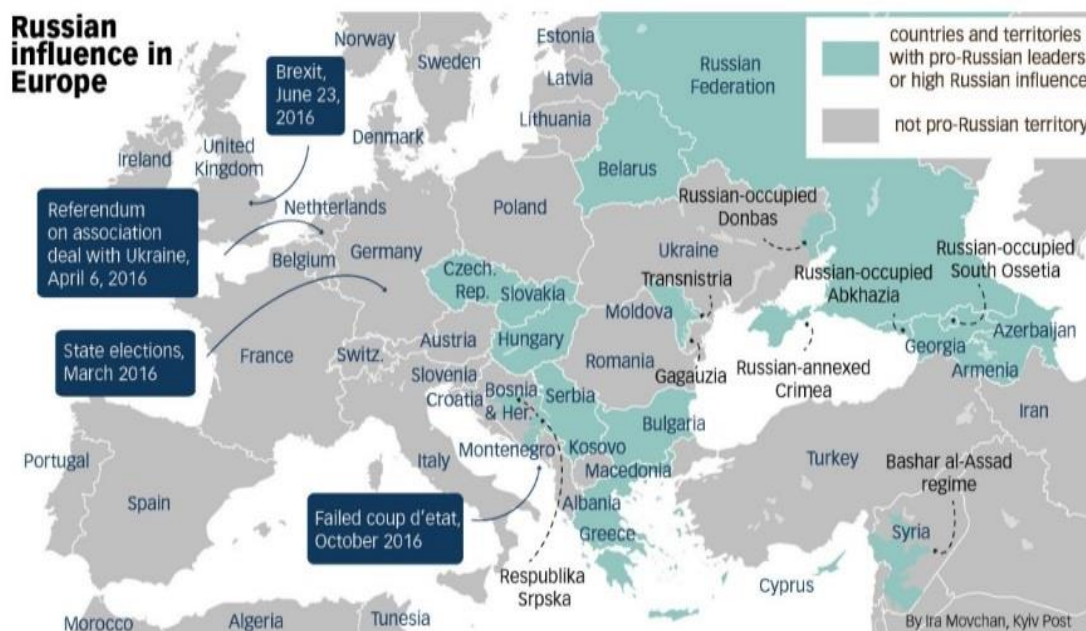 Russian
influence in
Europe
countries and territories
with pro-Russian leaders
or high Russian influence
not pro-Russian territory
Brexit,
June 23,
2016
Referendum
on association
deal with Ukraine,
April 6, 2016
State elections,
March 2016
Failed coup d'etat,
October 2016
Norway
Sweden
Estonia
Latvia
Lithuania
Russian
Federation
Denmark
Ireland
United
Kingdom
Belarus
Neththerlands
Poland
Russian-occupied
Donbas
Germany
Belgium
Ukraine
Russian-occupied
South Ossetia
Czech.
Rep.
Slovakia
Transnistria
Russian-occupied
Abkhazia
Moldova
France
Switz.
Austria
Hungary
Romania
Gagauzia
Russian-annexed
Crimea
Georgia
Azerbaijan
Armenia
Slovenia
Croatia
Bosnia
& Her.
Serbia
Bulgaria
Iran
Portugal
Spain
Italy
Montenegro
Kosovo
Macedonia
Turkey
Bashar al-Assad
regime
Albania
Greece
Syria
Respublika
Srpska
Cyprus
Morocco
Algeria
Tunisia
By Ira Movchan, Kyiv Post